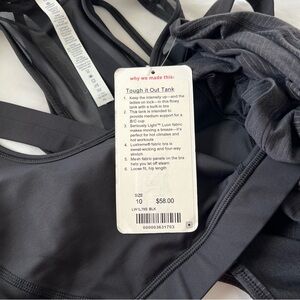 why we made this:
Tough it Out Tank
1. Keep the intensity up—and the
ladies on lock—in this flowy
tank with a built-in bra
2. This tank is intended to
provide medium support for a
B/C cup
3. Seriously Light™ Luon fabric
makes moving a breeze—it's
perfect for hot climates and
hot workouts
4. Luxtreme® fabric bra is
sweat-wicking and four-way
stretch
5. Mesh fabric panels on the bra
help you let off steam
6. Loose fit, hip length
SIZE
10 $58.00
BLK